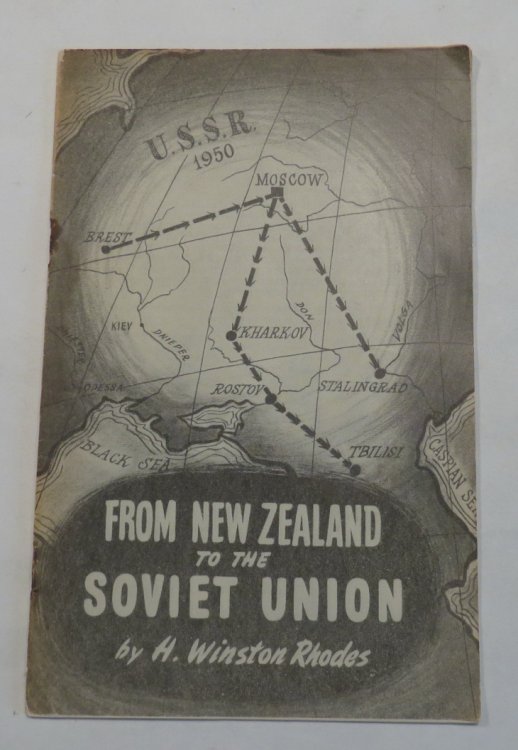 U.S.S.R.
1950
MOSCOW
BREST
KIEV
DNIEPER
KHARKOV
DON
VOLGA
ODESSA
ROSTOV
STALINGRAD
TBILISI
BLACK SEA
CASPIAN SEA
FROM NEW ZEALAND
TO THE
SOVIET UNION
by H. Winston Rhodes